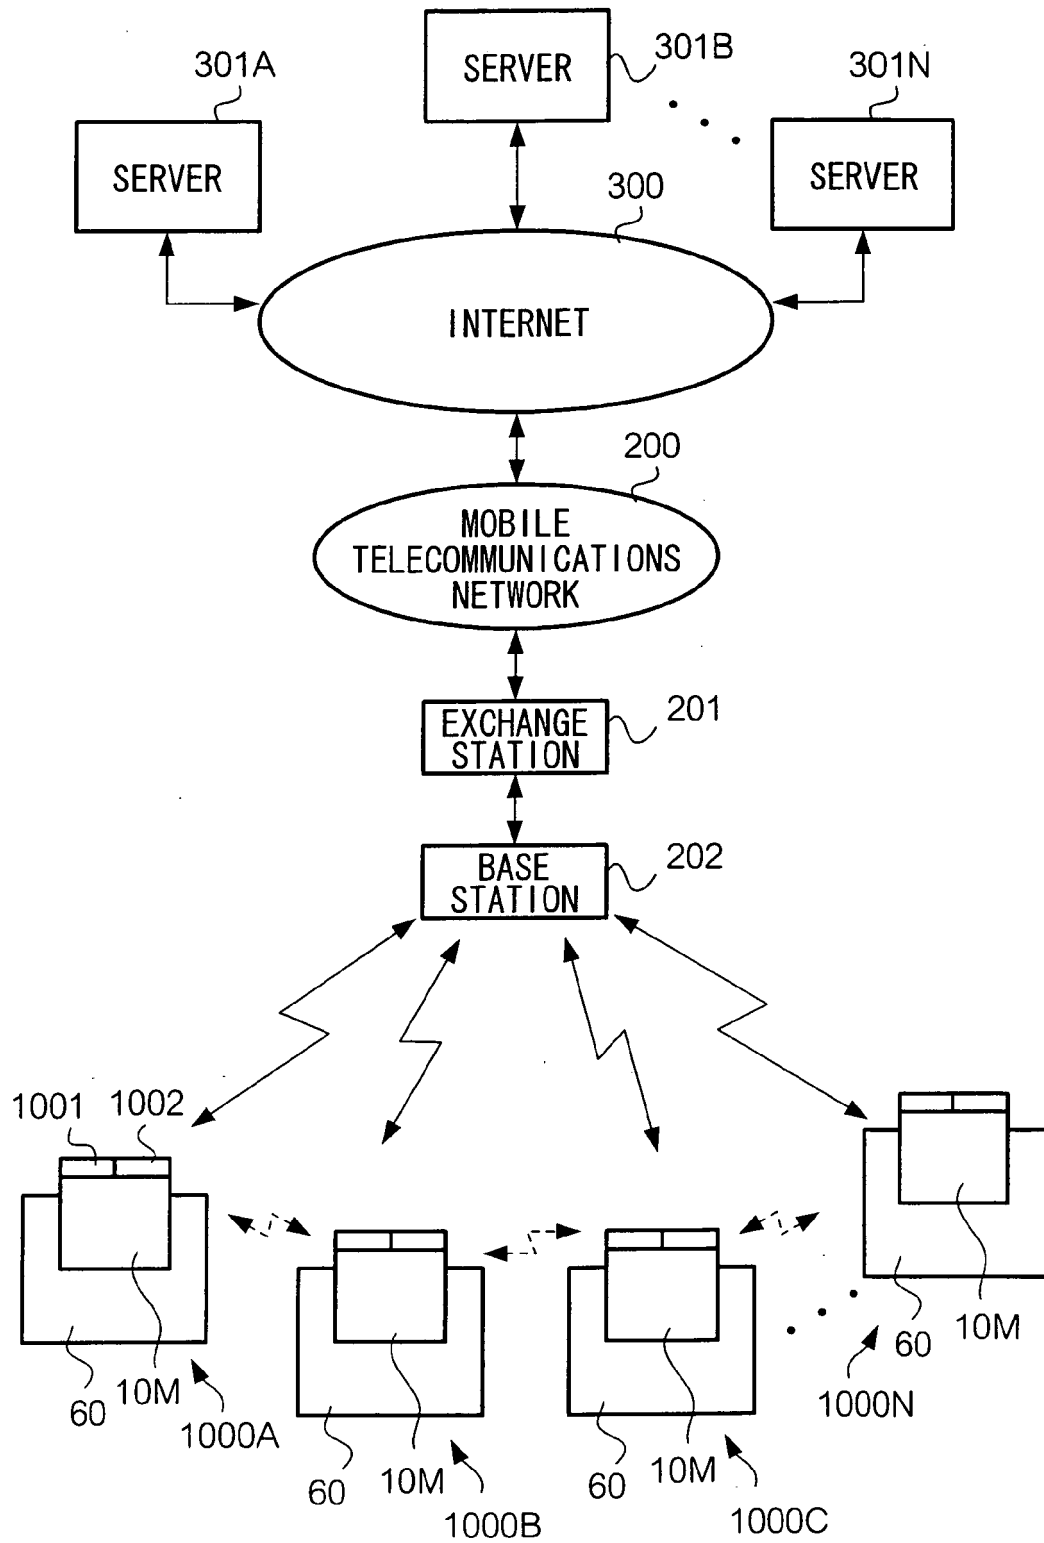 301A
301B
301N
SERVER
SERVER
SERVER
300
INTERNET
200
MOBILE
TELECOMMUNICATIONS
NETWORK
201
EXCHANGE
STATION
202
BASE
STATION
1001
1002
60
10M
1000A
60
10M
1000B
60
10M
1000C
60
10M
1000N